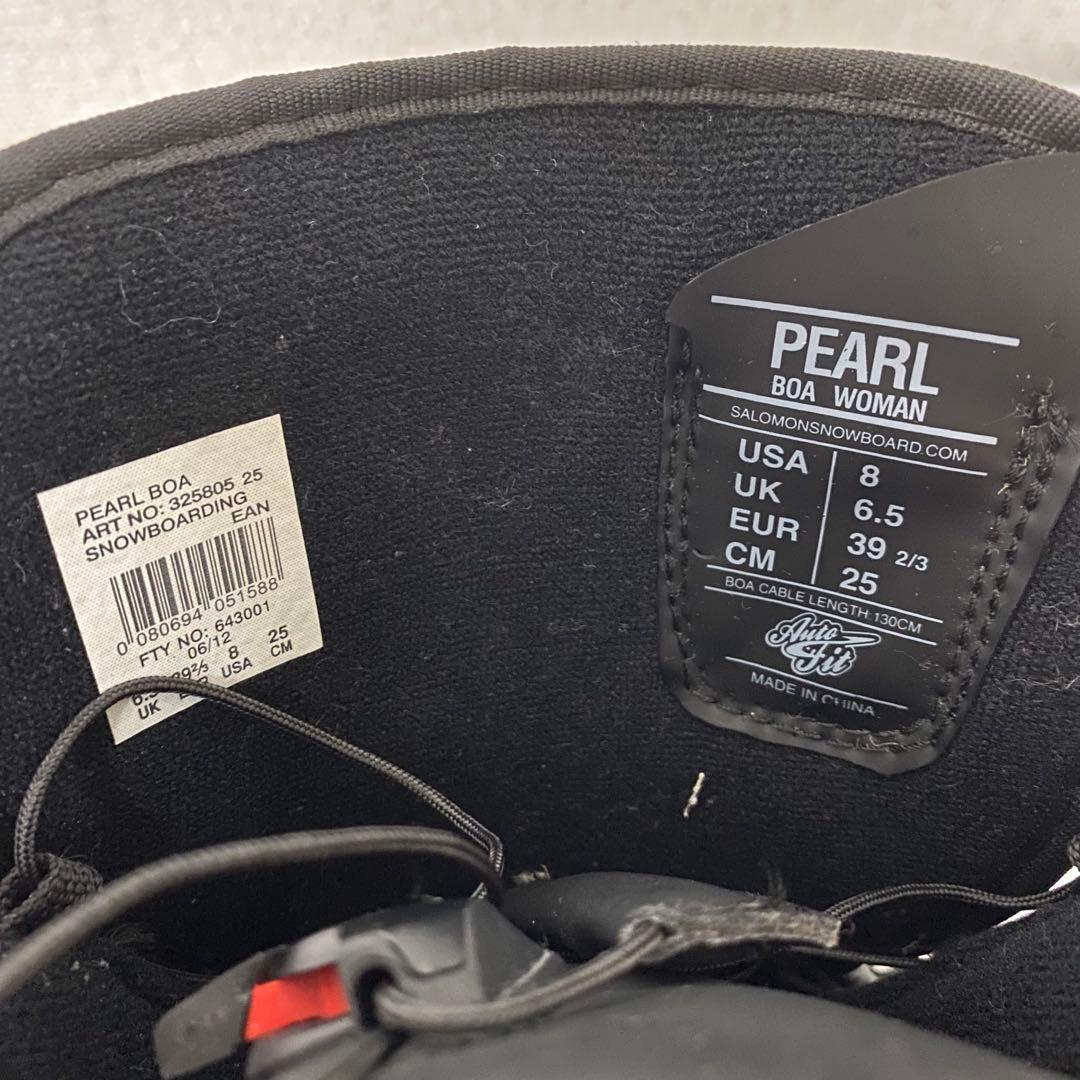 PEARL BOA
ART NO: 325805 25
SNOWBOARDING
EAN
0 080694 051588
FTY NO: 643001
06/12
39⅔ 8 25
UK USA CM
PEARL
BOA WOMAN
SALOMONSNOWBOARD.COM
USA 8
UK 6.5
EUR 39 2/3
CM 25
BOA CABLE LENGTH:130CM
Auto
Fit
MADE IN CHINA